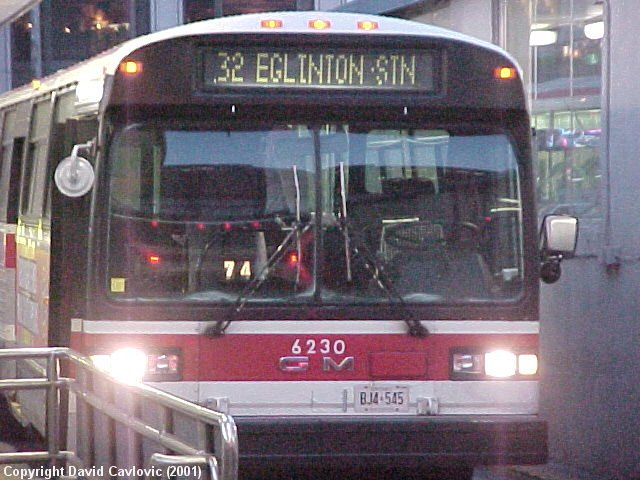 32 EGLINTON STN
74
6230
GM
BJ4·545
Copyright David Cavlovic (2001)